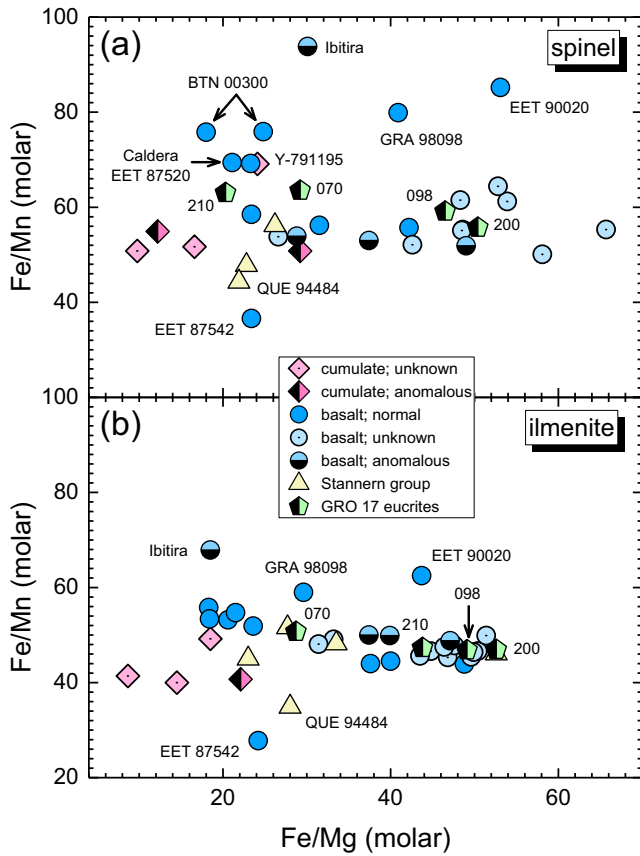 (a)
spinel
Ibitira
BTN 00300
EET 90020
GRA 98098
Caldera
EET 87520
Y-791195
210
070
098
200
QUE 94484
EET 87542
Fe/Mn (molar)
100
80
60
40
100
cumulate; unknown
cumulate; anomalous
basalt; normal
basalt; unknown
basalt; anomalous
Stannern group
GRO 17 eucrites
(b)
ilmenite
Ibitira
GRA 98098
EET 90020
070
210
098
200
QUE 94484
EET 87542
Fe/Mn (molar)
80
60
40
20
20
40
60
Fe/Mg (molar)